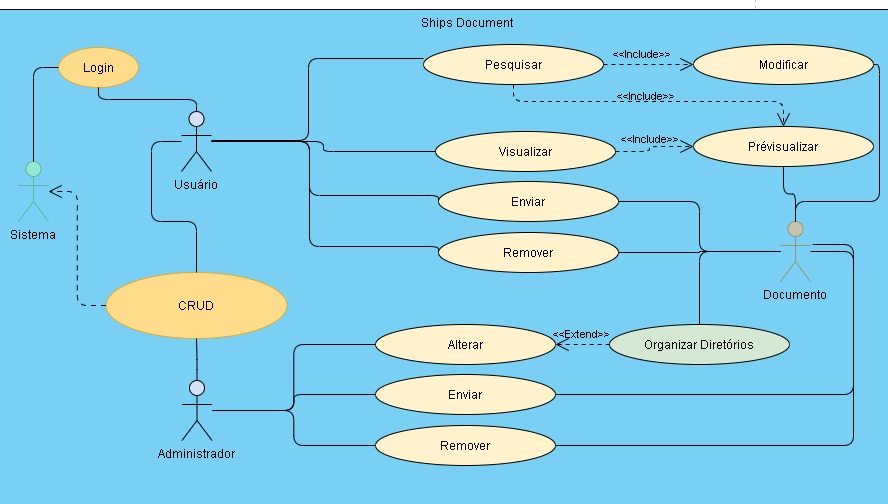 Ships Document
Login
Pesquisar
<<Include>>
Modificar
<<Include>>
Usuário
Visualizar
<<Include>>
Prévisualizar
Sistema
Enviar
Remover
Documento
CRUD
Alterar
<<Extend>>
Organizar Diretórios
Enviar
Administrador
Remover